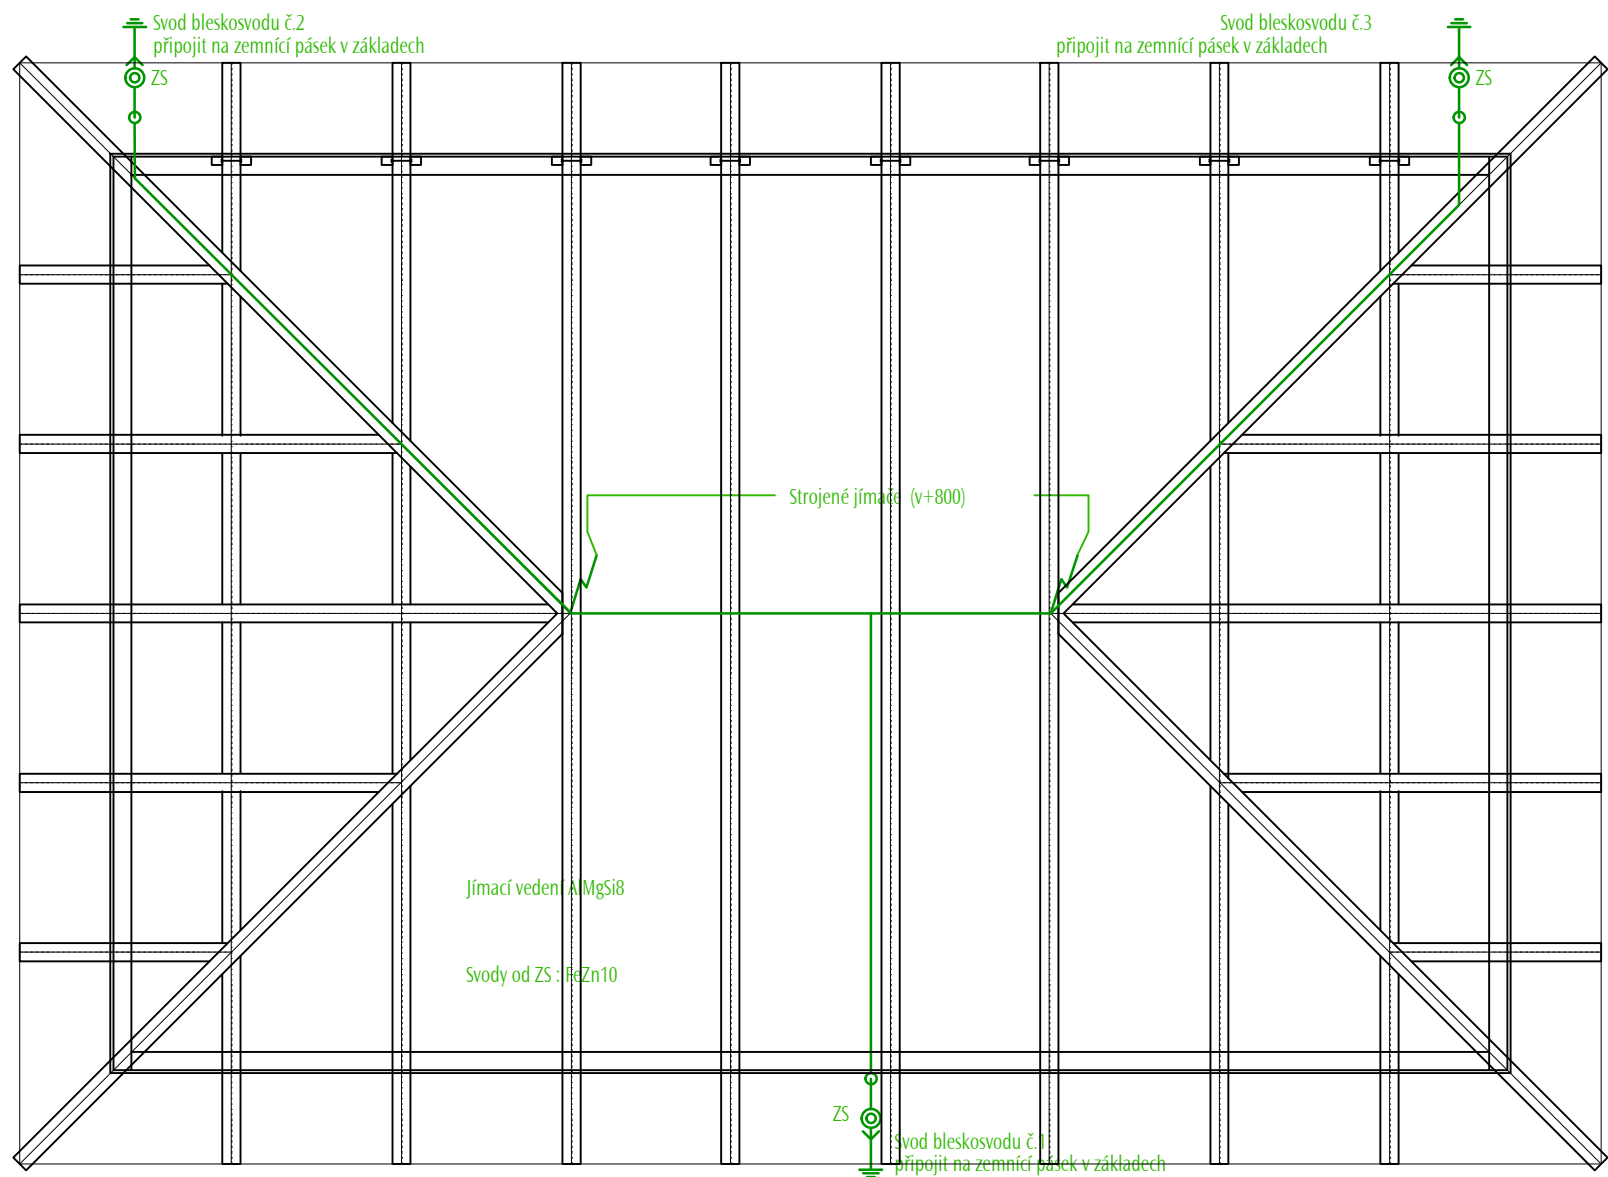 Svod bleskosvodu č.2
připojit na zemnící pásek v základech
ZS
Svod bleskosvodu č.3
připojit na zemnící pásek v základech
ZS
Strojené jímače (v+800)
Jímací vedení AlMgSi8
Svody od ZS : FeZn10
ZS
Svod bleskosvodu č.1
připojit na zemnící pásek v základech